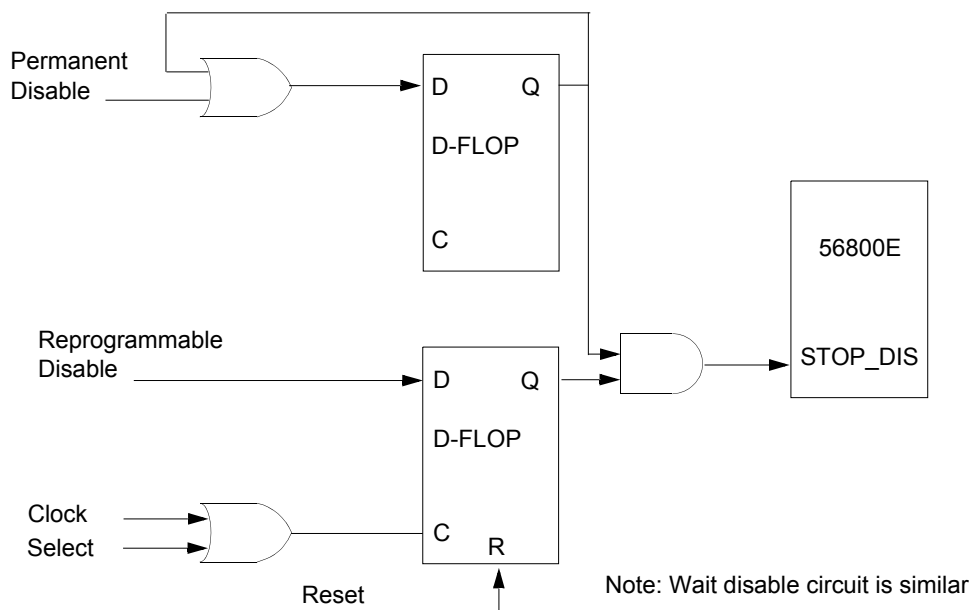 Permanent
Disable
D Q
D-FLOP
C
56800E
STOP_DIS
Reprogrammable
Disable
D Q
D-FLOP
C
R
Clock
Select
Reset
Note: Wait disable circuit is similar